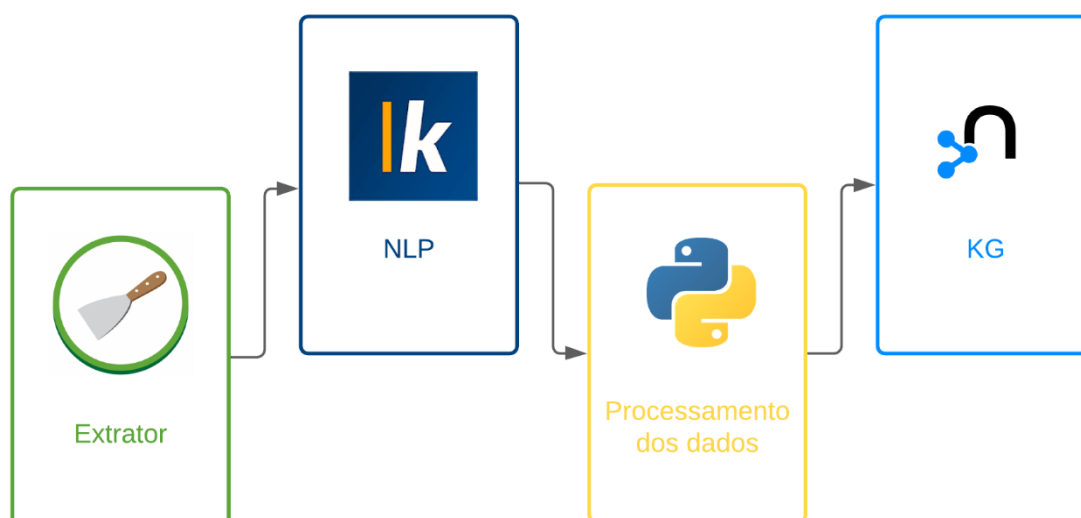 Extrator
lk
NLP
Processamento
dos dados
n
KG